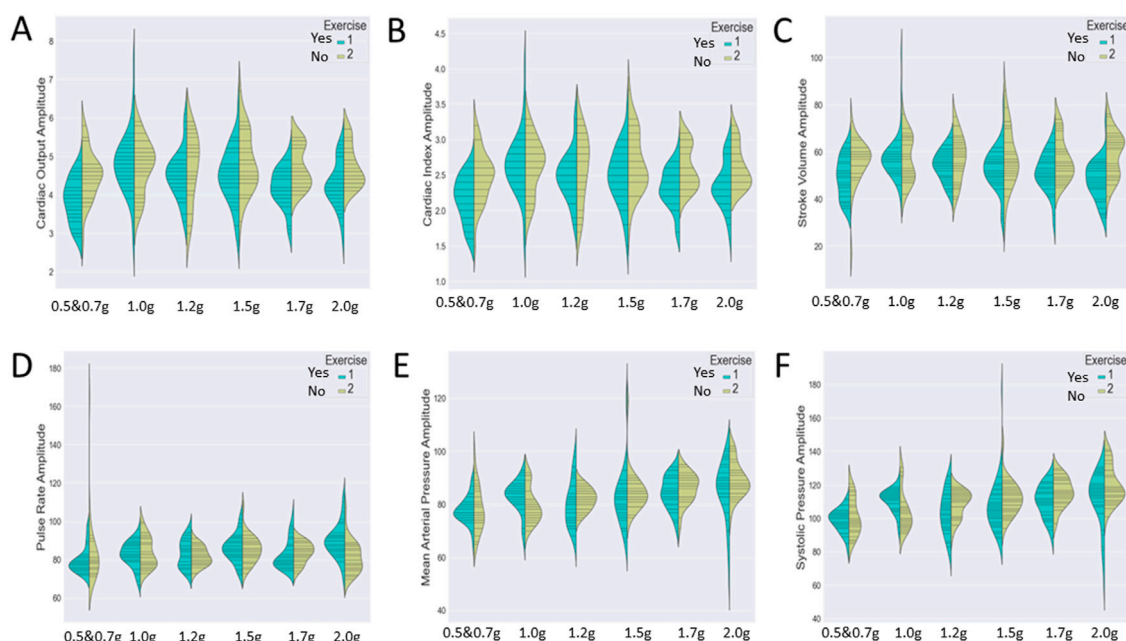 A
Cardiac Output Amplitude
Exercise
Yes 1
No 2
8
7
6
5
4
3
2
0.5&0.7g 1.0g 1.2g 1.5g 1.7g 2.0g
B
Cardiac Index Amplitude
Exercise
Yes 1
No 2
4.5
4.0
3.5
3.0
2.5
2.0
1.5
1.0
0.5&0.7g 1.0g 1.2g 1.5g 1.7g 2.0g
C
Stroke Volume Amplitude
Exercise
Yes 1
No 2
100
80
60
40
20
0.5&0.7g 1.0g 1.2g 1.5g 1.7g 2.0g
D
Pulse Rate Amplitude
Exercise
Yes 1
No 2
180
160
140
120
100
80
60
0.5&0.7g 1.0g 1.2g 1.5g 1.7g 2.0g
E
Mean Arterial Pressure Amplitude
Exercise
Yes 1
No 2
120
100
80
60
40
0.5&0.7g 1.0g 1.2g 1.5g 1.7g 2.0g
F
Systolic Pressure Amplitude
Exercise
Yes 1
No 2
180
160
140
120
100
80
60
40
0.5&0.7g 1.0g 1.2g 1.5g 1.7g 2.0g